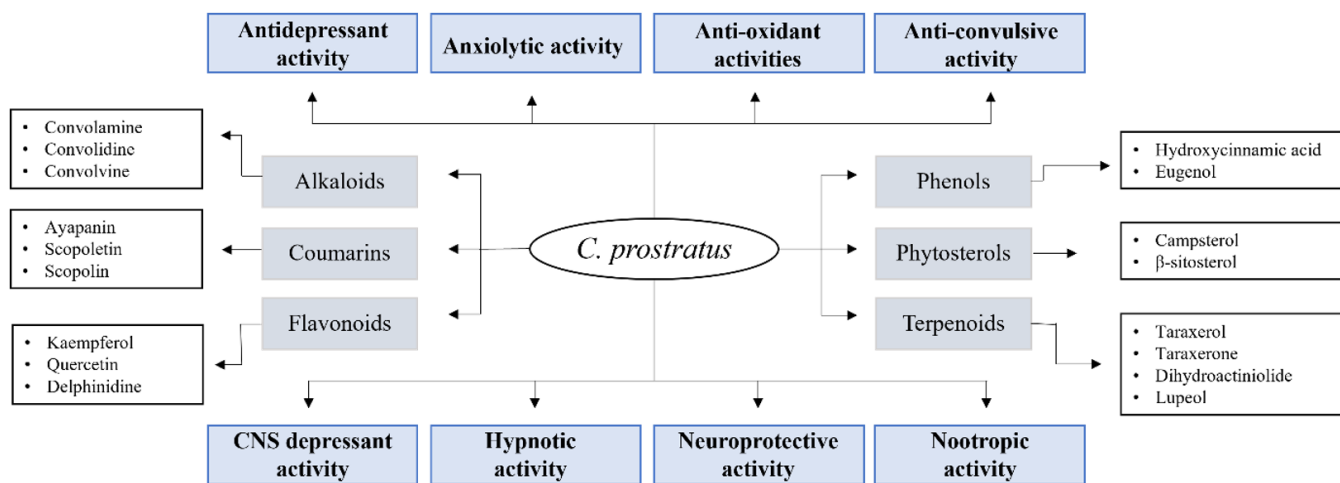 Antidepressant
activity
Anxiolytic activity
Anti-oxidant
activities
Anti-convulsive
activity
• Convolamine
• Convolidine
• Convolvine
Alkaloids
• Ayapanin
• Scopoletin
• Scopolin
Coumarins
• Kaempferol
• Quercetin
• Delphinidine
Flavonoids
C. prostratus
Phenols
• Hydroxycinnamic acid
• Eugenol
Phytosterols
• Campsterol
• β-sitosterol
Terpenoids
• Taraxerol
• Taraxerone
• Dihydroactiniolide
• Lupeol
CNS depressant
activity
Hypnotic
activity
Neuroprotective
activity
Nootropic
activity